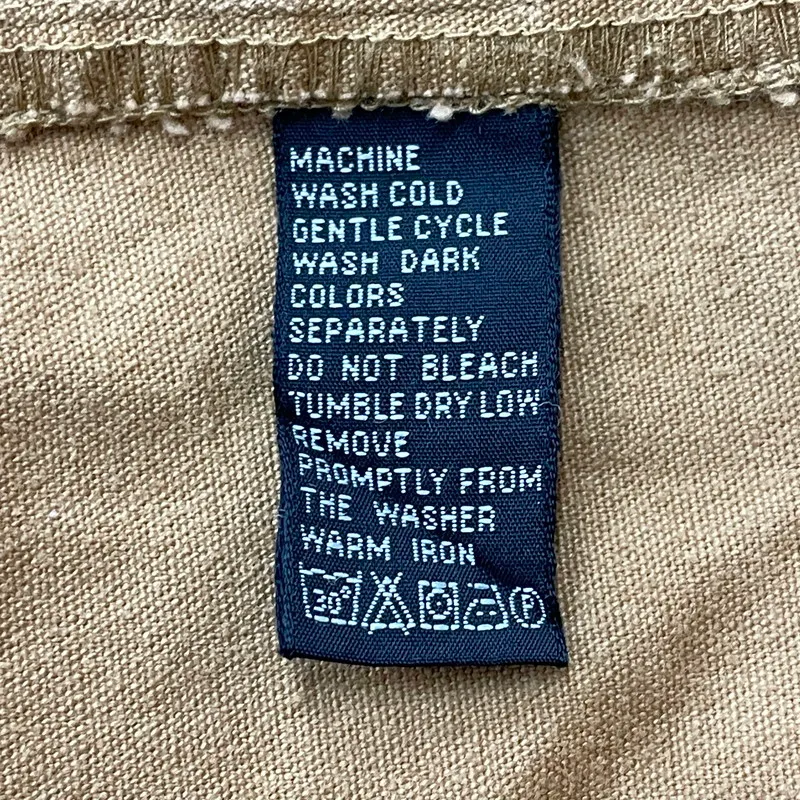 MACHINE
WASH COLD
GENTLE CYCLE
WASH DARK
COLORS
SEPARATELY
DO NOT BLEACH
TUMBLE DRY LOW
REMOVE
PROMPTLY FROM
THE WASHER
WARM IRON
30° P